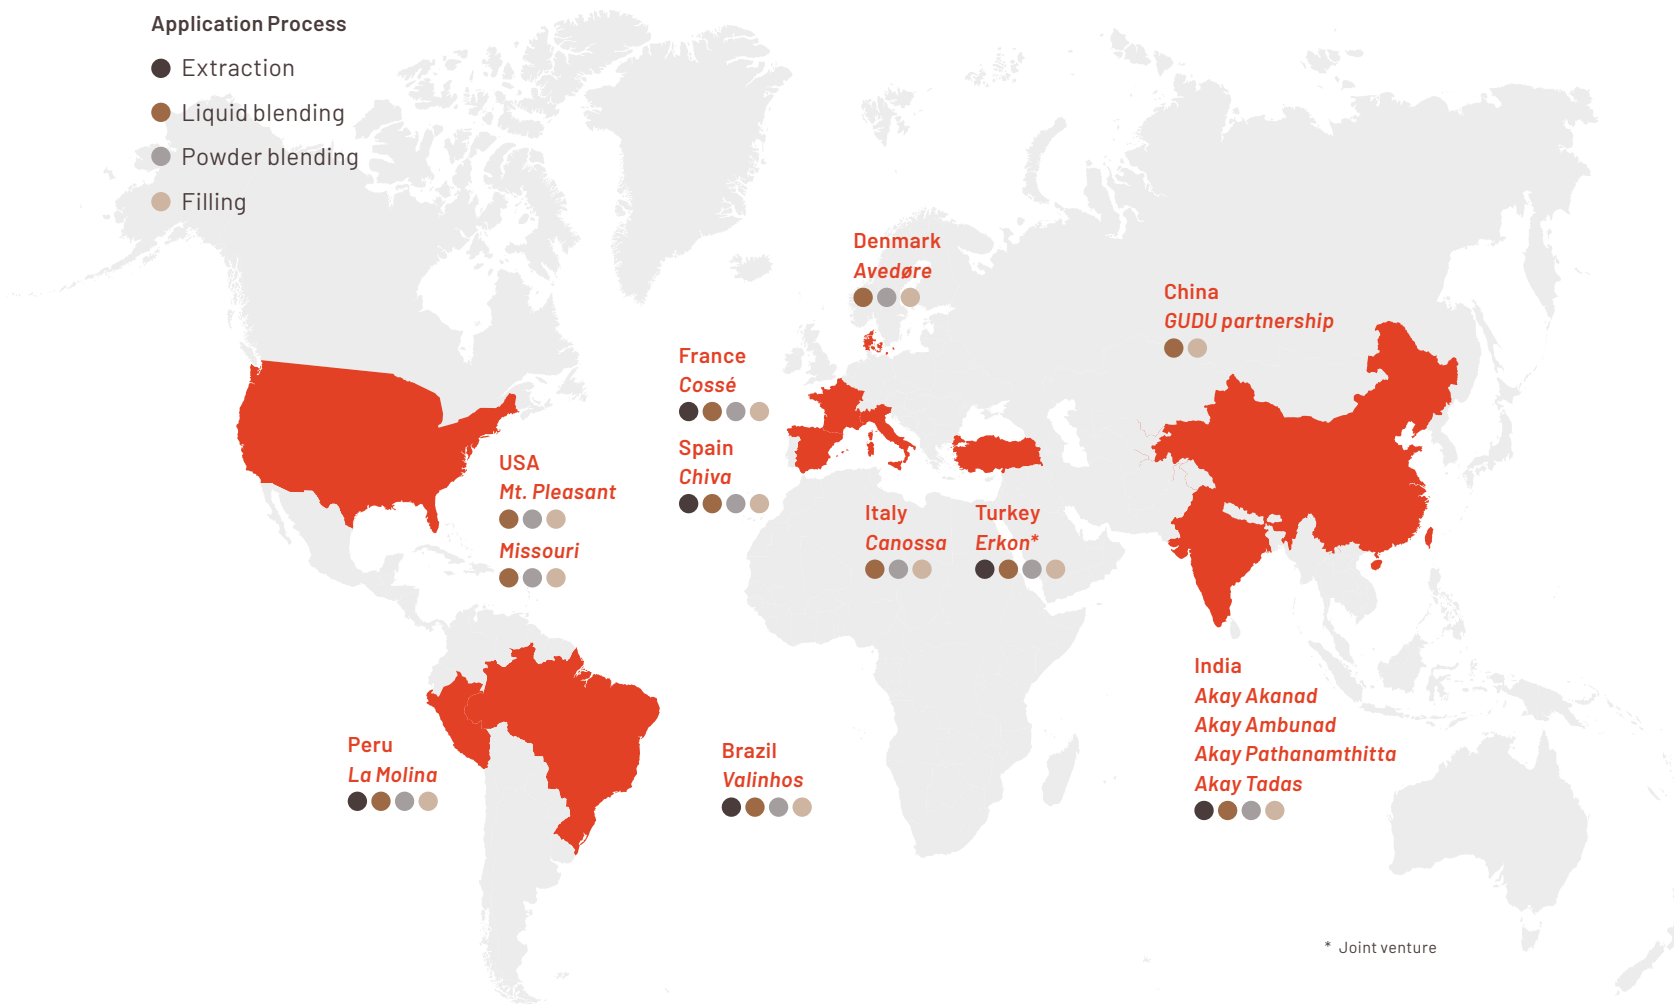 Application Process
Extraction
Liquid blending
Powder blending
Filling
Denmark
Avedøre
China
GUDU partnership
France
Cossé
Spain
Chiva
USA
Mt. Pleasant
Missouri
Italy
Canossa
Turkey
Erkon*
India
Akay Akanad
Akay Ambunad
Akay Pathanamthitta
Akay Tadas
Peru
La Molina
Brazil
Valinhos
* Joint venture